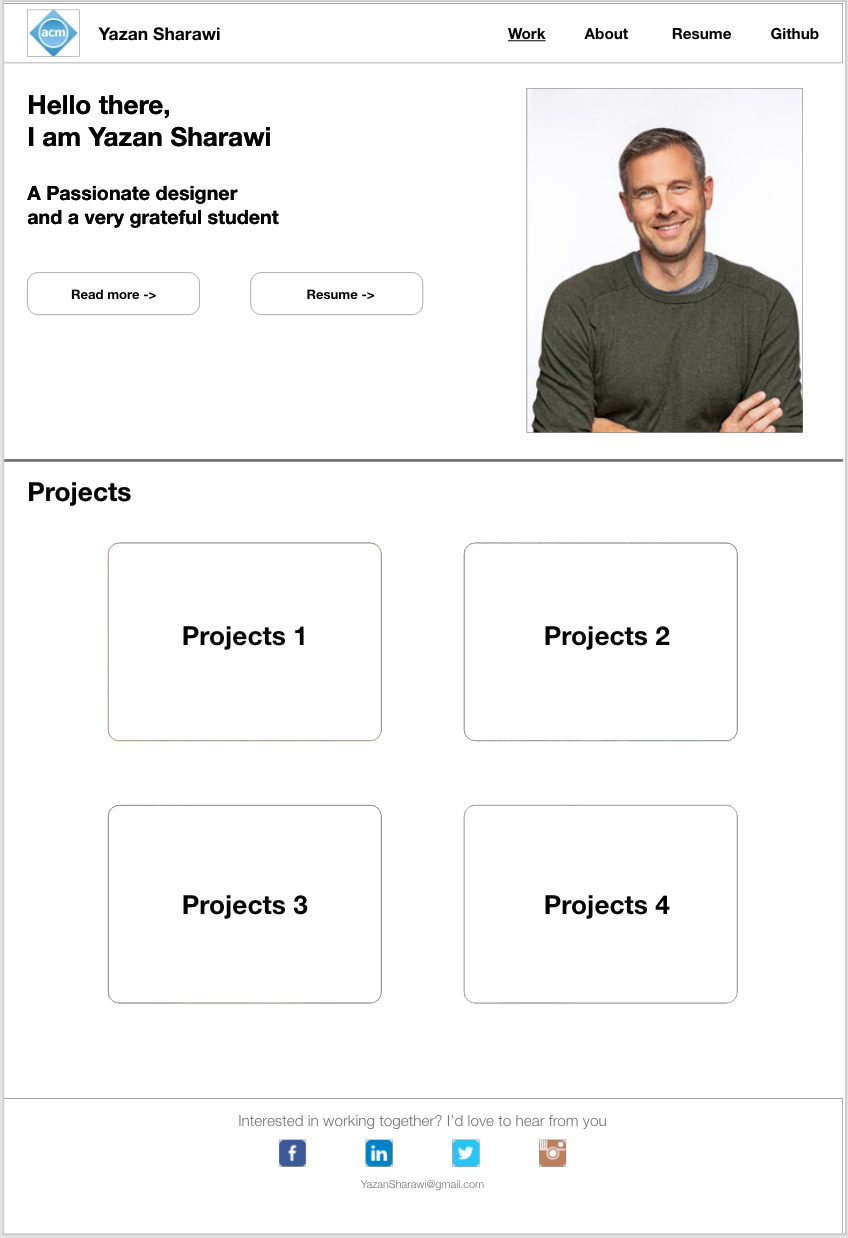 acm
Yazan Sharawi
Work
About
Resume
Github
Hello there,
I am Yazan Sharawi
A Passionate designer
and a very grateful student
Read more ->
Resume ->
Projects
Projects 1
Projects 2
Projects 3
Projects 4
Interested in working together? I'd love to hear from you
f
in
YazanSharawi@gmail.com